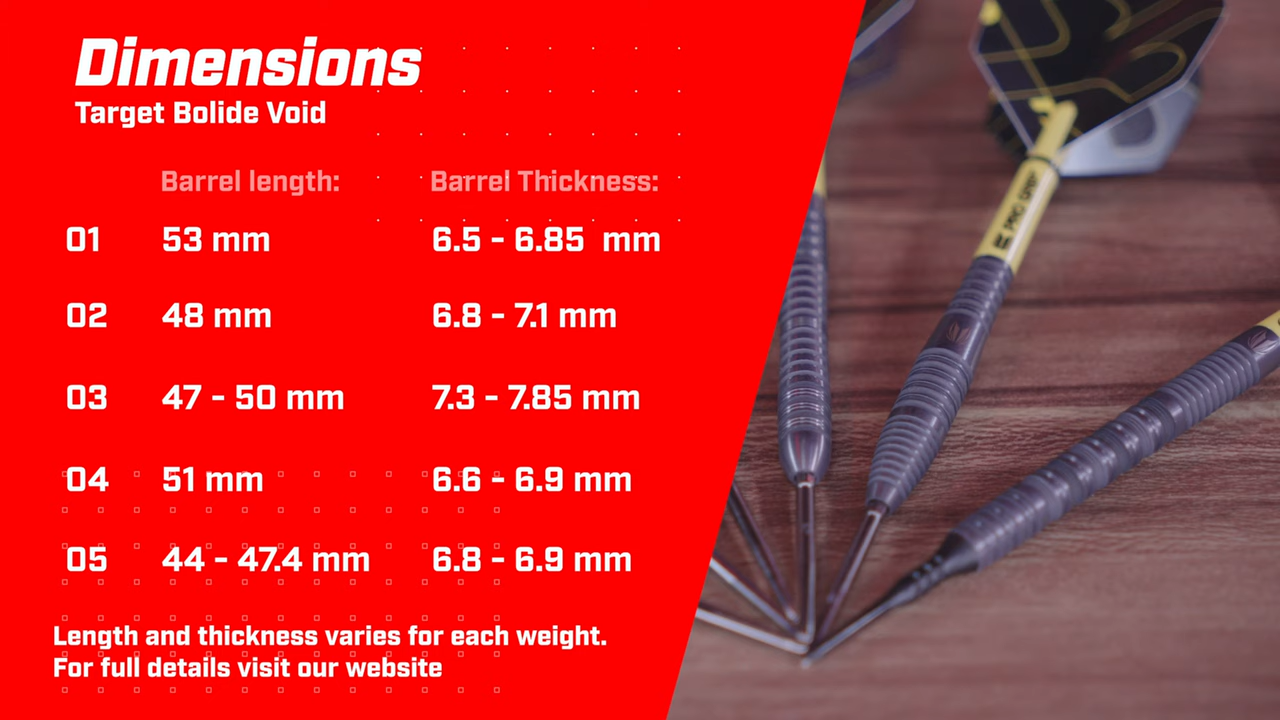 Dimensions
Target Bolide Void
Barrel length: Barrel Thickness:
01 53 mm 6.5 - 6.85 mm
02 48 mm 6.8 - 7.1 mm
03 47 - 50 mm 7.3 - 7.85 mm
04 51 mm 6.6 - 6.9 mm
05 44 - 47.4 mm 6.8 - 6.9 mm
Length and thickness varies for each weight.
For full details visit our website
PRO GRIP